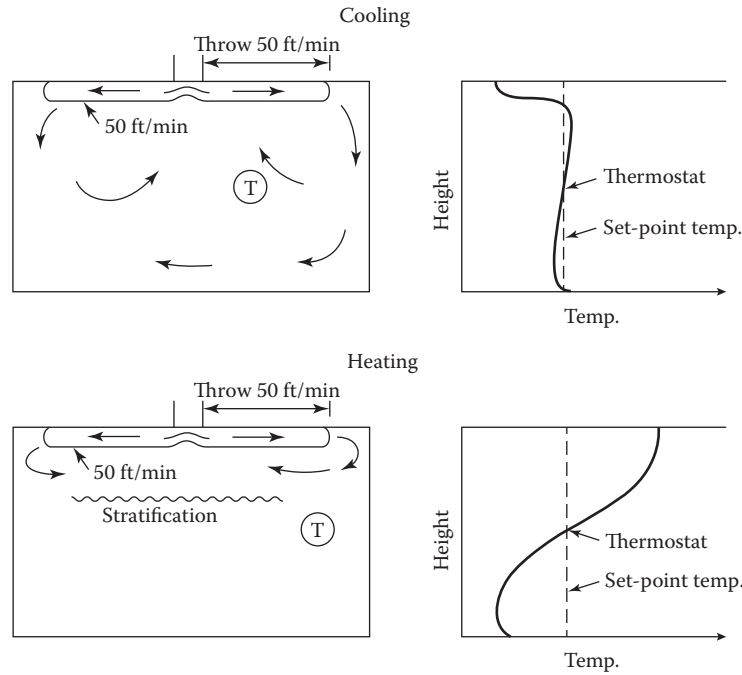 Cooling
Throw 50 ft/min
50 ft/min
T
Height
Thermostat
Set-point temp.
Temp.
Heating
Throw 50 ft/min
50 ft/min
Stratification
T
Height
Thermostat
Set-point temp.
Temp.